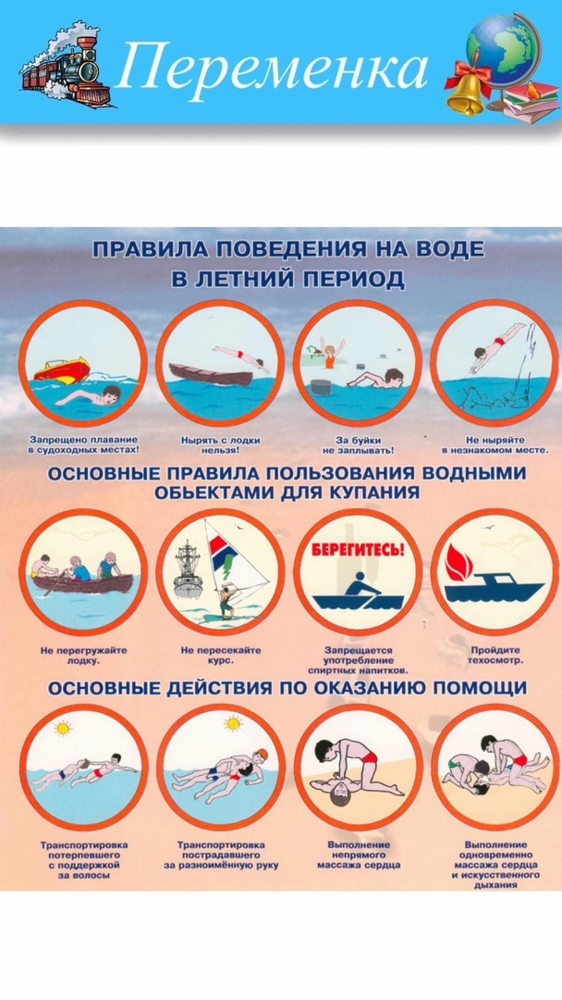 Переменка
ПРАВИЛА ПОВЕДЕНИЯ НА ВОДЕ
В ЛЕТНИЙ ПЕРИОД
Запрещено плавание
в судоходных местах!
Нырять с лодки
нельзя!
За буйки
не заплывать!
Не ныряйте
в незнакомом месте.
ОСНОВНЫЕ ПРАВИЛА ПОЛЬЗОВАНИЯ ВОДНЫМИ
ОБЬЕКТАМИ ДЛЯ КУПАНИЯ
БЕРЕГИТЕСЬ!
Не перегружайте
лодку.
Не пересекайте
курс.
Запрещается
употребление
спиртных напитков.
Пройдите
техосмотр.
ОСНОВНЫЕ ДЕЙСТВИЯ ПО ОКАЗАНИЮ ПОМОЩИ
Транспортировка
потерпевшего
с поддержкой
за волосы
Транспортировка
пострадавшего
за разноимённую руку
Выполнение
непрямого
массажа сердца
Выполнение
одновременно
массажа сердца
и искусственного
дыхания